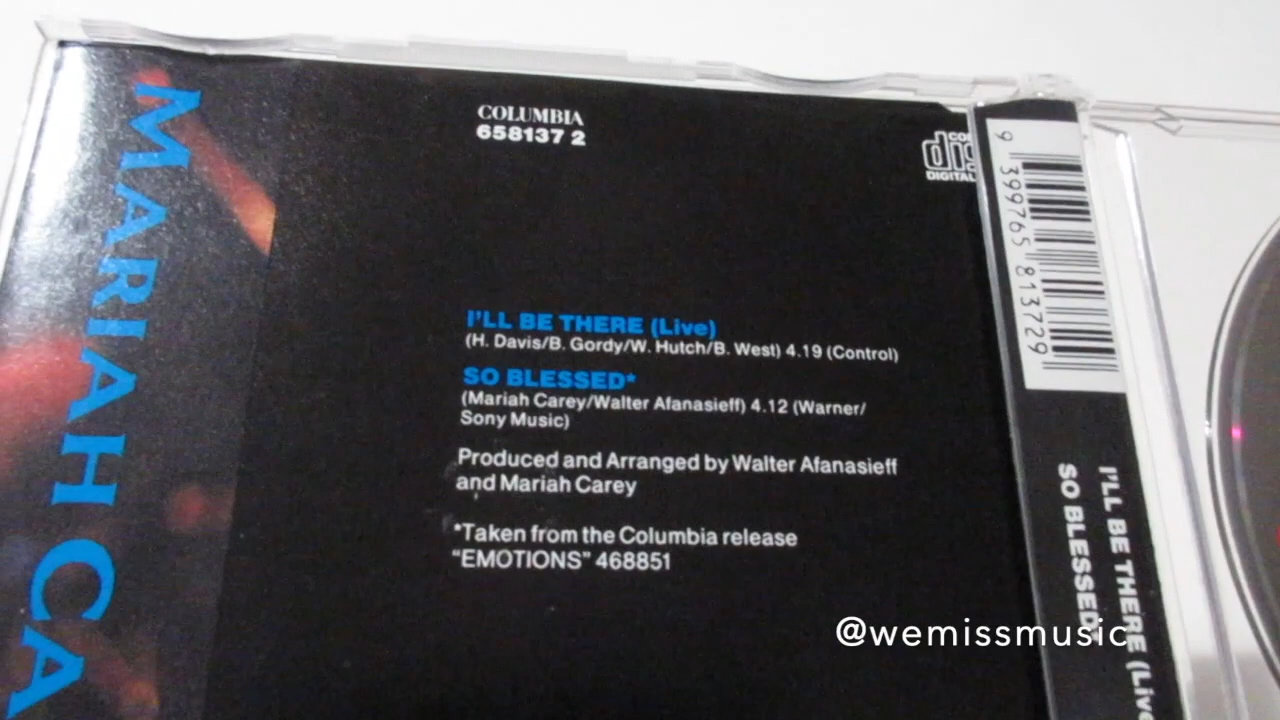 MARIAH CA
COLUMBIA
658137 2
DIGITAL
I'LL BE THERE (Live)
(H. Davis/B. Gordy/W. Hutch/B. West) 4.19 (Control)
SO BLESSED*
(Mariah Carey/Walter Afanasieff) 4.12 (Warner/
Sony Music)
Produced and Arranged by Walter Afanasieff
and Mariah Carey
*Taken from the Columbia release
"EMOTIONS" 468851
9 399765 813729
I'LL BE THERE (Live
SO BLESSED
@wemissmusic